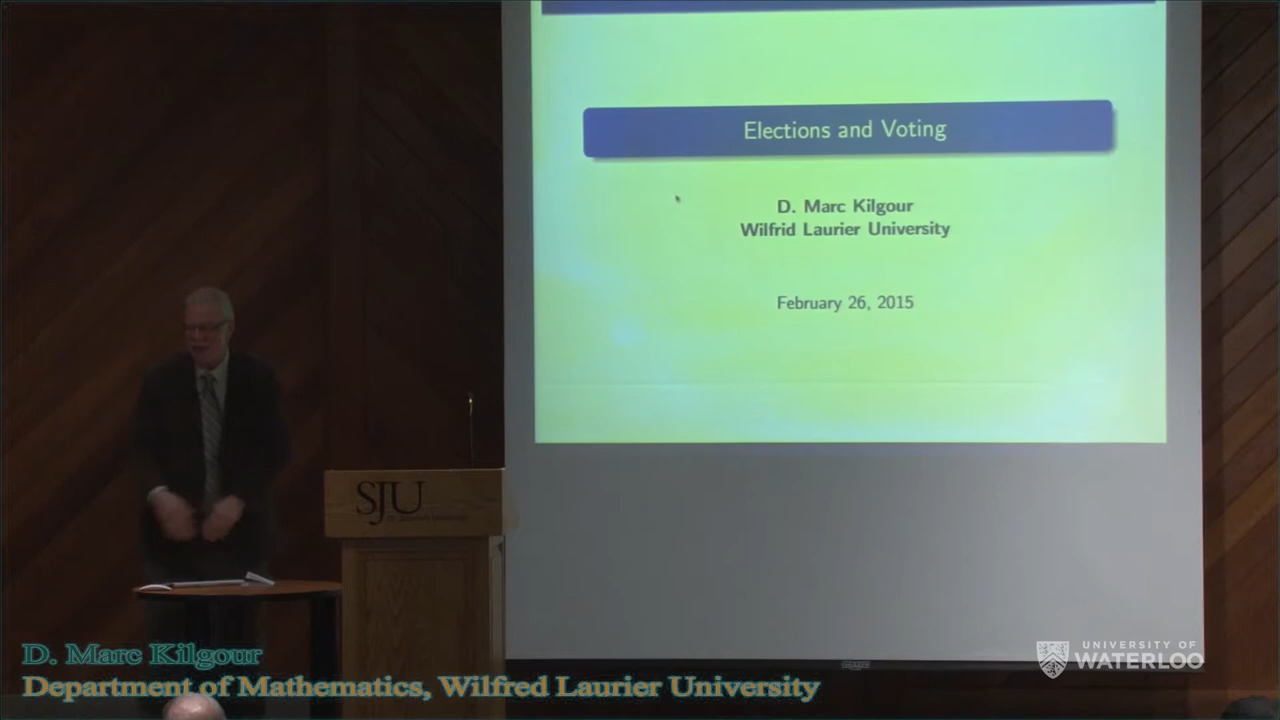 Elections and Voting
D. Marc Kilgour
Wilfrid Laurier University
February 26, 2015
SJU
D. Marc Kilgour
Department of Mathematics, Wilfred Laurier University
UNIVERSITY OF
WATERLOO